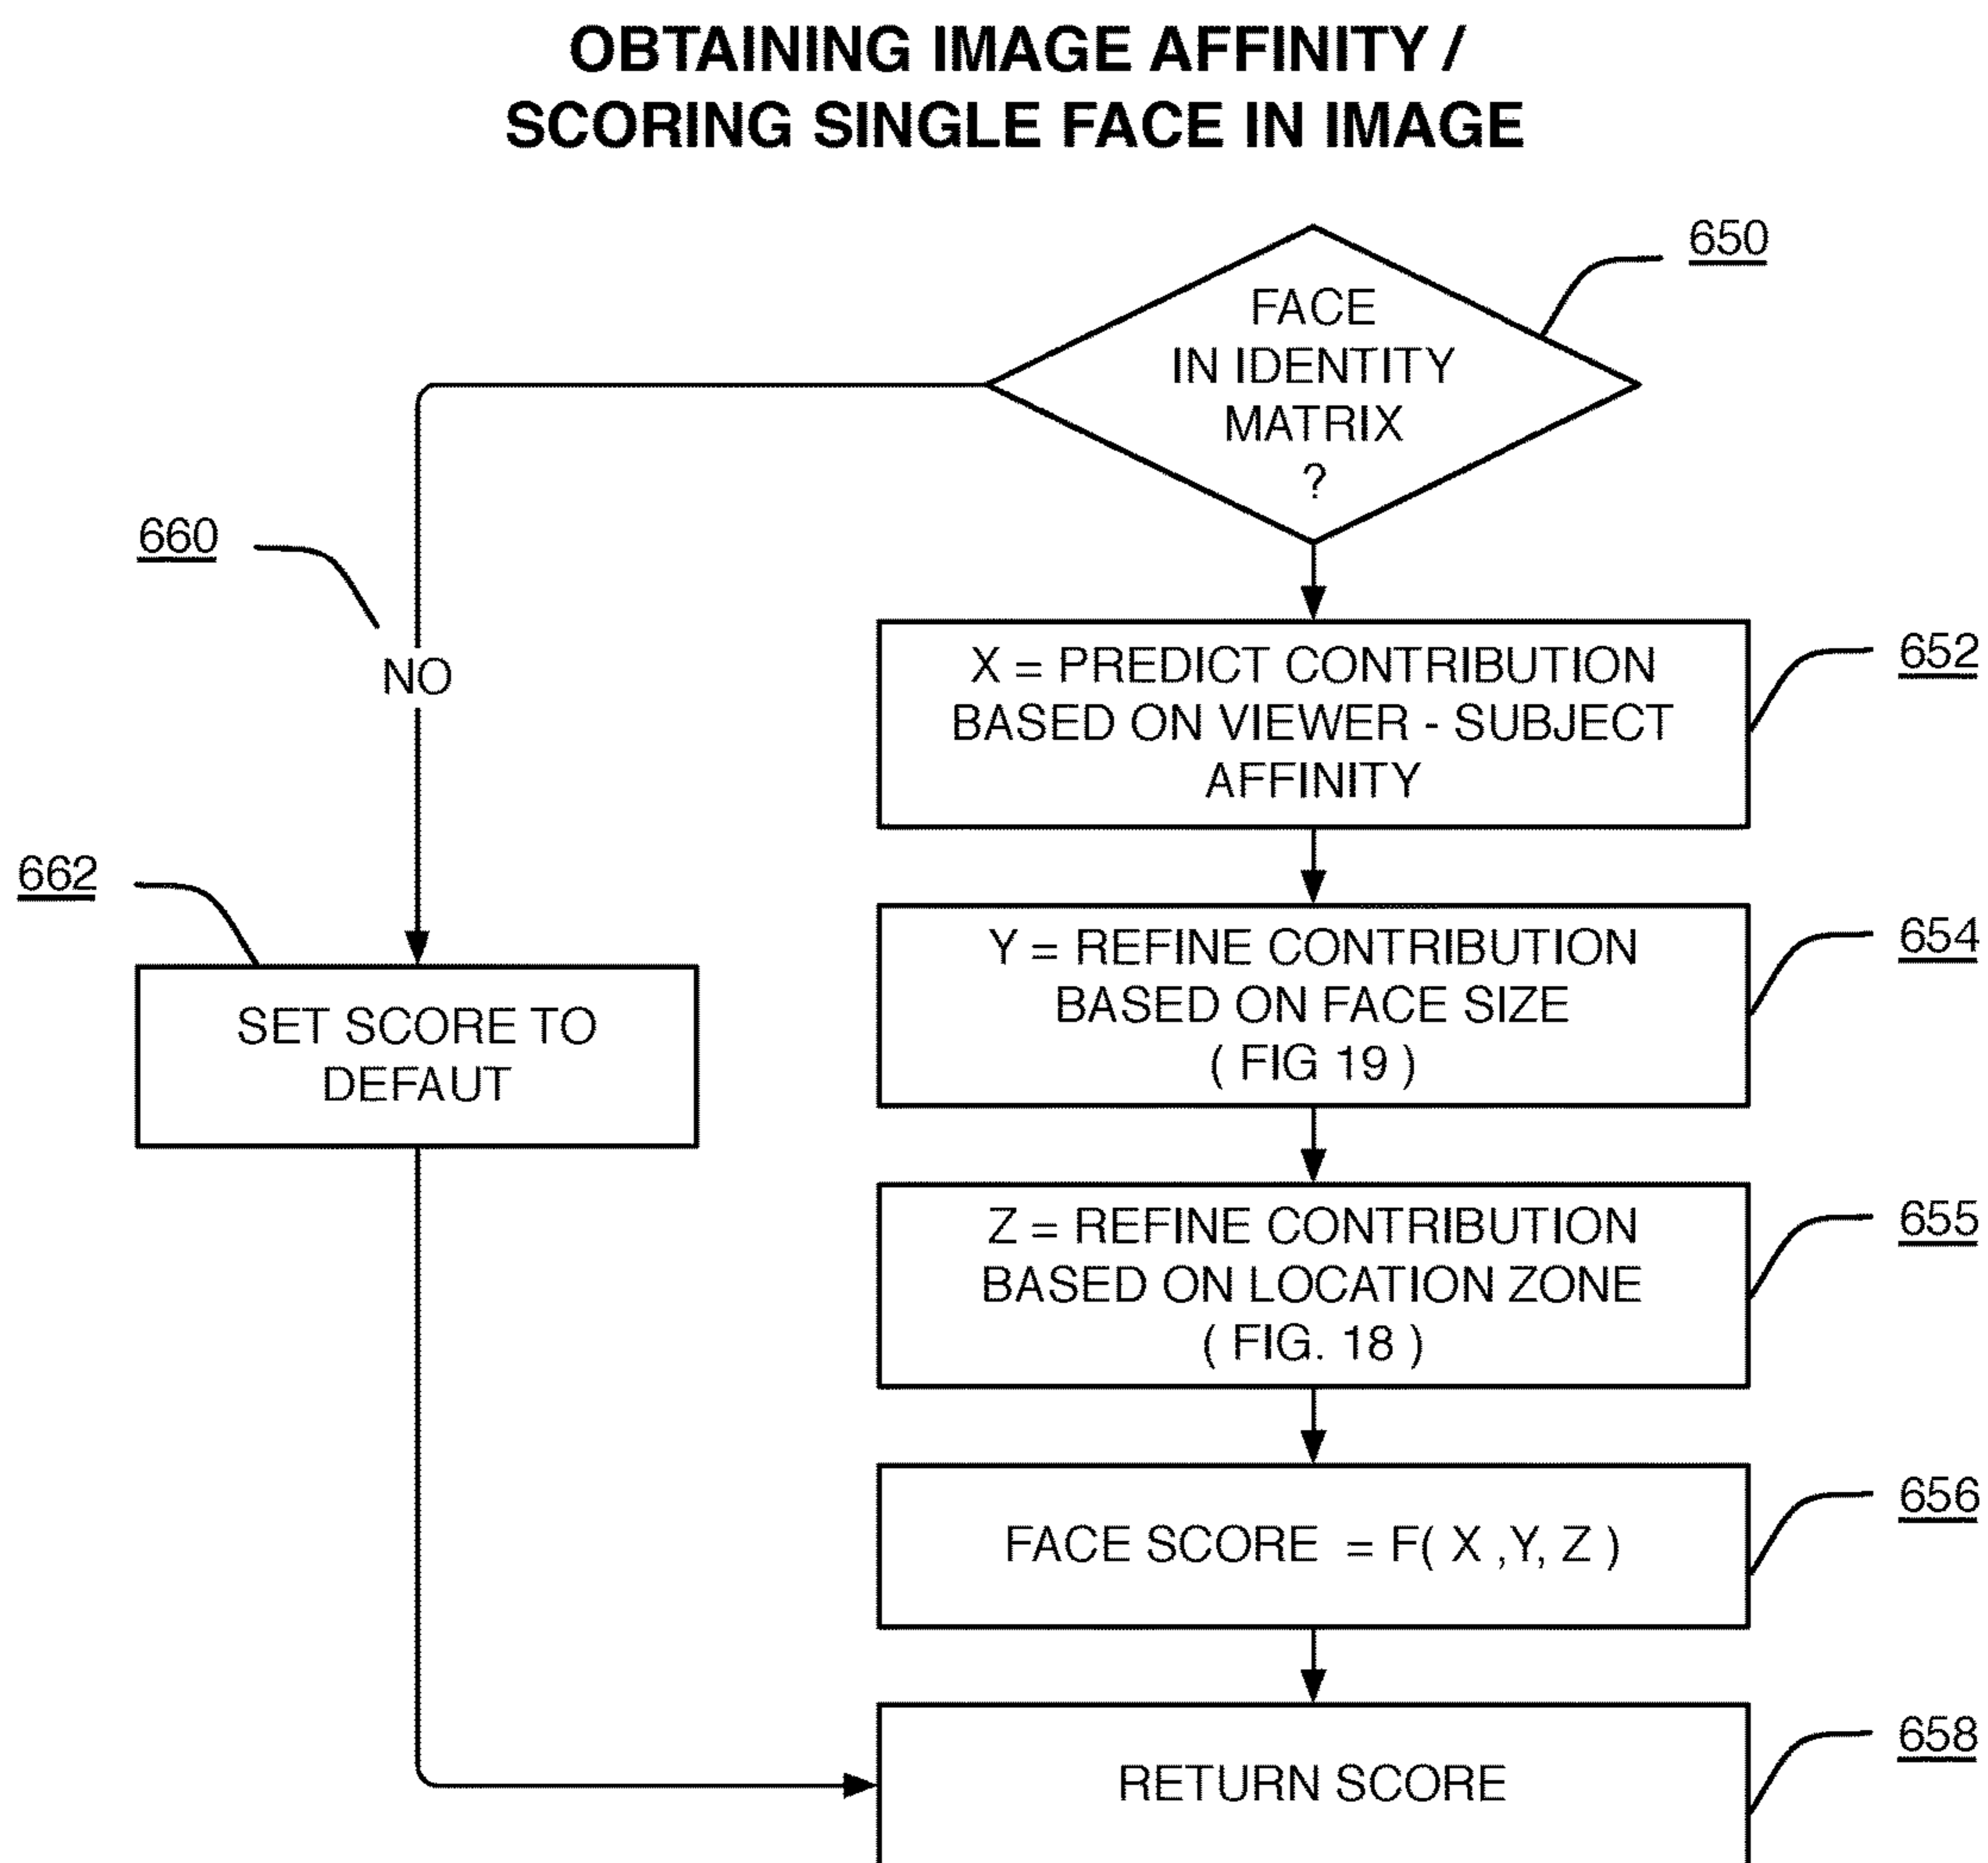 OBTAINING IMAGE AFFINITY /
SCORING SINGLE FACE IN IMAGE
650
FACE
IN IDENTITY
MATRIX
?
660
NO
652
X = PREDICT CONTRIBUTION
BASED ON VIEWER - SUBJECT
AFFINITY
662
SET SCORE TO
DEFAUT
654
Y = REFINE CONTRIBUTION
BASED ON FACE SIZE
( FIG 19 )
655
Z = REFINE CONTRIBUTION
BASED ON LOCATION ZONE
( FIG. 18 )
656
FACE SCORE = F( X ,Y, Z )
658
RETURN SCORE